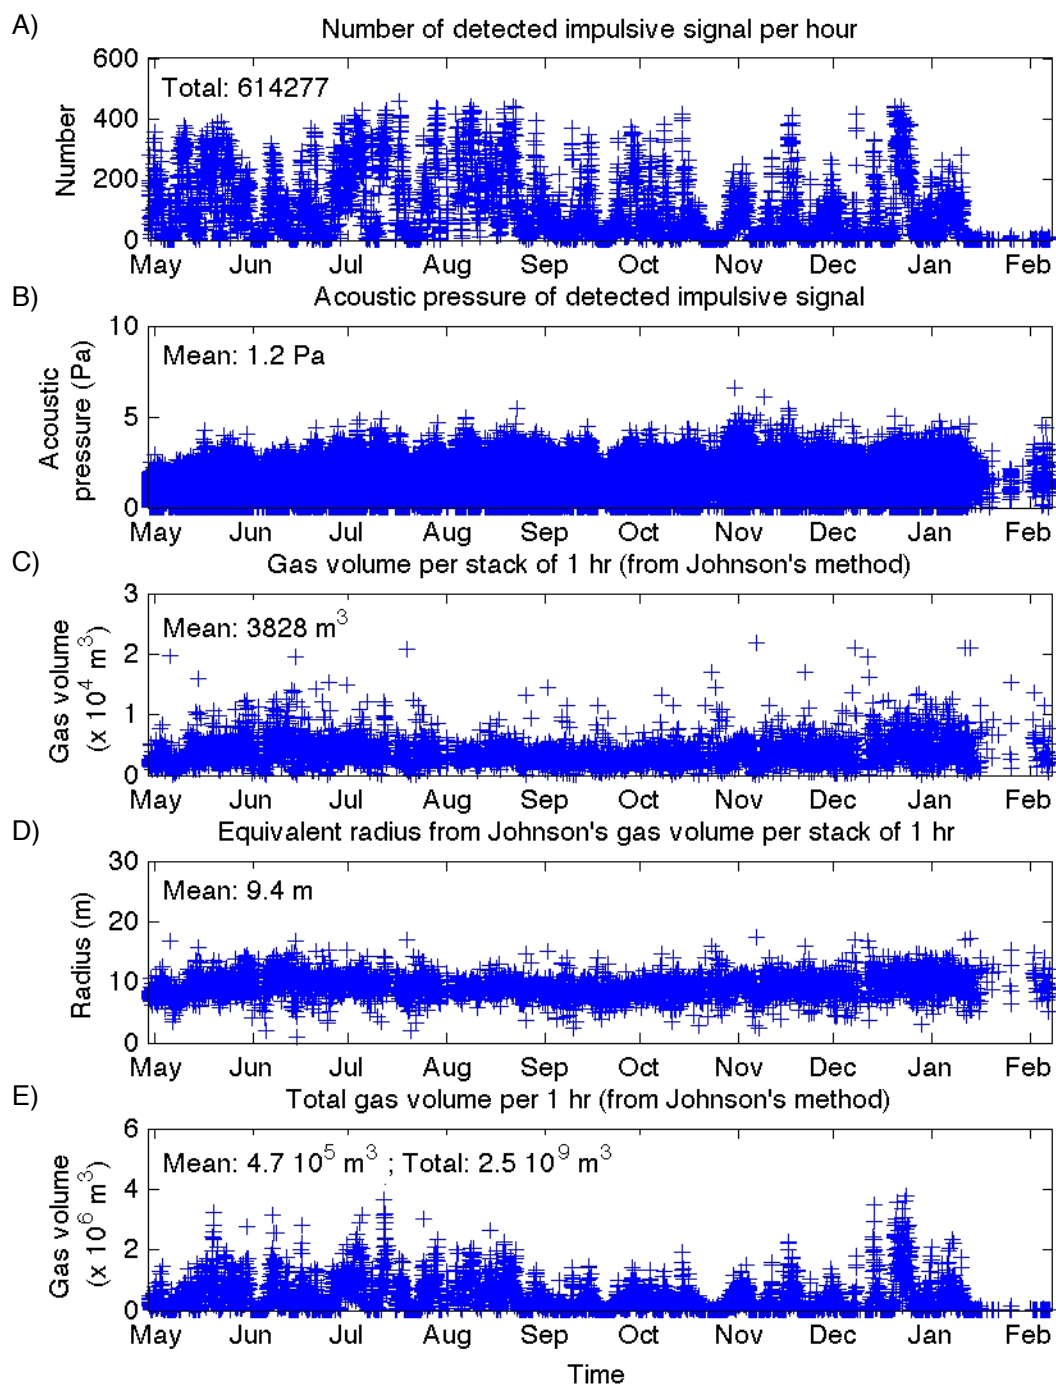 A)
Number of detected impulsive signal per hour
Total: 614277
Number
600
400
200
0
May Jun Jul Aug Sep Oct Nov Dec Jan Feb
B)
Acoustic pressure of detected impulsive signal
Mean: 1.2 Pa
Acoustic
pressure (Pa)
10
5
0
May Jun Jul Aug Sep Oct Nov Dec Jan Feb
C)
Gas volume per stack of 1 hr (from Johnson's method)
Mean: 3828 m³
Gas volume
(x 10⁴ m³)
3
2
1
0
May Jun Jul Aug Sep Oct Nov Dec Jan Feb
D)
Equivalent radius from Johnson's gas volume per stack of 1 hr
Mean: 9.4 m
Radius (m)
30
20
10
0
May Jun Jul Aug Sep Oct Nov Dec Jan Feb
E)
Total gas volume per 1 hr (from Johnson's method)
Mean: 4.7 10⁵ m³ ; Total: 2.5 10⁹ m³
Gas volume
(x 10⁶ m³)
6
4
2
0
May Jun Jul Aug Sep Oct Nov Dec Jan Feb
Time